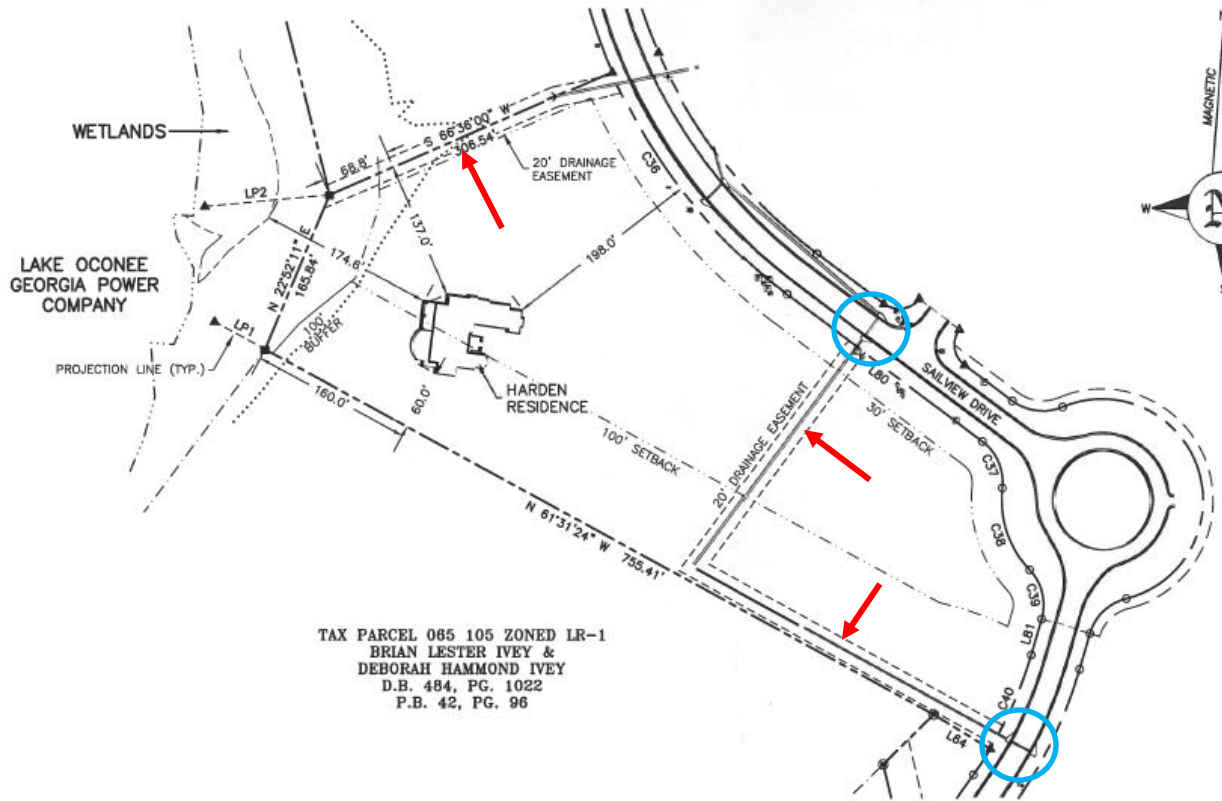 N
MAGNETIC
W
S
WETLANDS
LP2
68.8'
S 66°36'00" W
306.54'
20' DRAINAGE
EASEMENT
C36
LAKE OCONEE
GEORGIA POWER
COMPANY
N 22°52'11" E
165.84'
174.6'
137.0'
198.0'
LP1
PROJECTION LINE (TYP.)
100'
BUFFER
160.0'
60.0'
HARDEN
RESIDENCE
100' SETBACK
20' DRAINAGE EASEMENT
L80
SAILVIEW DRIVE
30' SETBACK
C37
C38
C39
L81
C40
L64
N 61°31'24" W 755.41'
TAX PARCEL 065 105 ZONED LR-1
BRIAN LESTER IVEY &
DEBORAH HAMMOND IVEY
D.B. 484, PG. 1022
P.B. 42, PG. 96